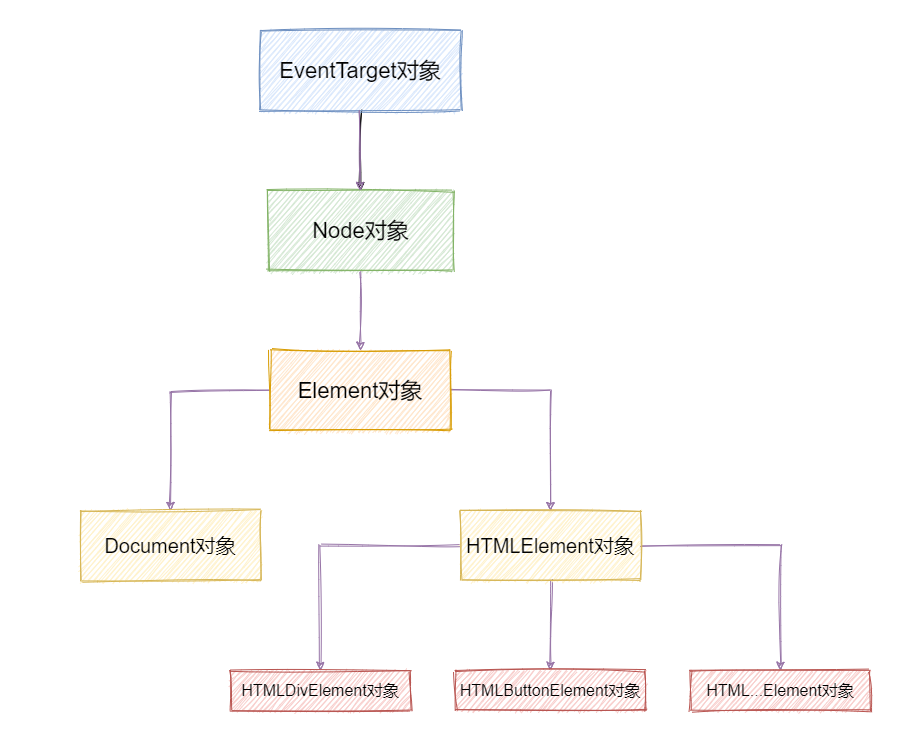 EventTarget对象
Node对象
Element对象
Document对象
HTMLElement对象
HTMLDivElement对象
HTMLButtonElement对象
HTML...Element对象